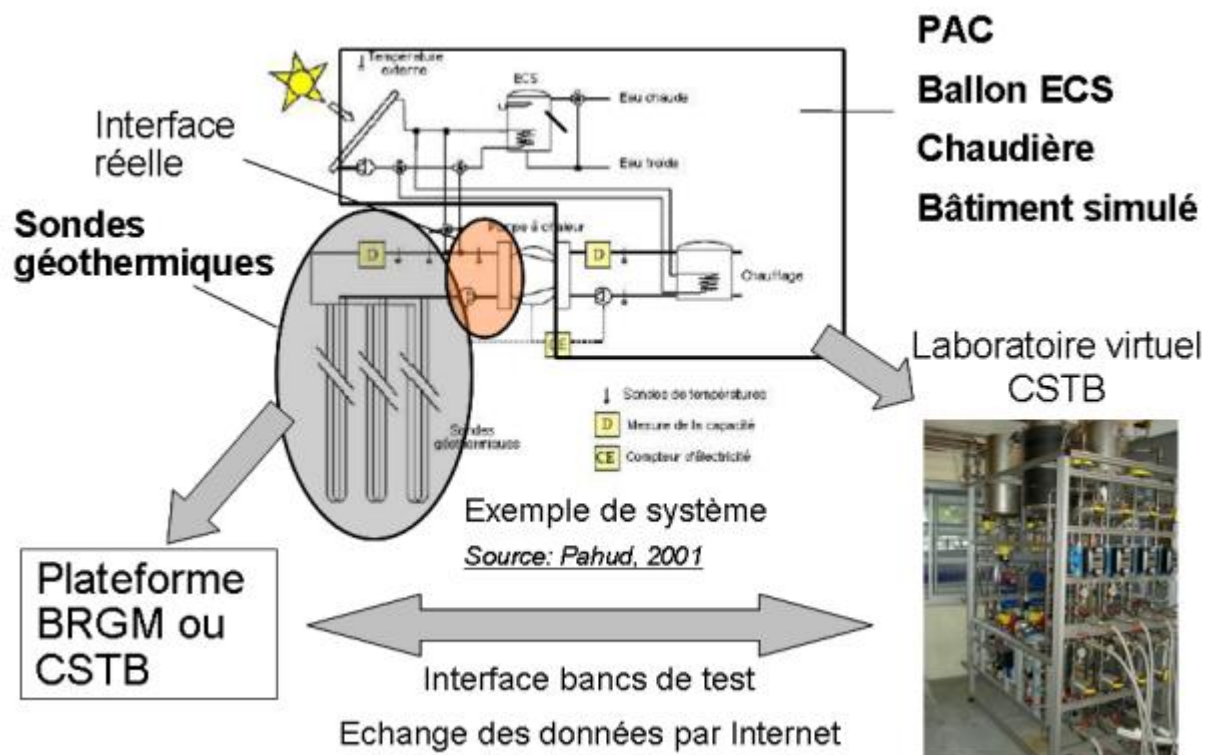 PAC
Ballon ECS
Chaudière
Bâtiment simulé
Température
externe
ECS
Eau chaude
Eau froide
Interface
réelle
Sondes
géothermiques
D
Pompe à chaleur
D
Chauffage
CE
Laboratoire virtuel
CSTB
Sondes de températures
D
Mesure de la capacité
CE
Compteur d'électricité
Sondes
géothermiques
Exemple de système
Source: Pahud, 2001
Plateforme
BRGM ou
CSTB
Interface bancs de test
Echange des données par Internet